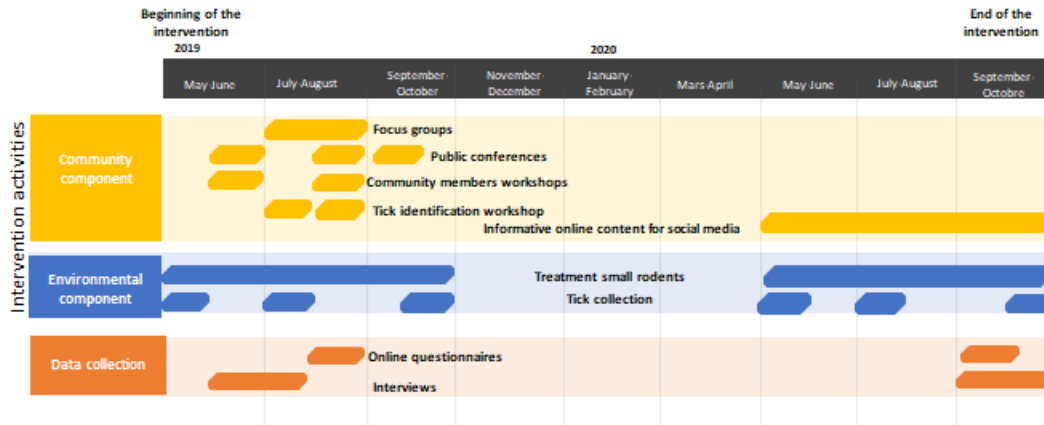 Beginning of the
intervention
End of the
intervention
2019
2020
May-June
July-August
September-
October
November-
December
January-
February
Mars-April
May-June
July-August
September-
Octobre
Intervention activities
Community
component
Focus groups
Public conferences
Community members workshops
Tick identification workshop
Informative online content for social media
Environmental
component
Treatment small rodents
Tick collection
Data collection
Online questionnaires
Interviews